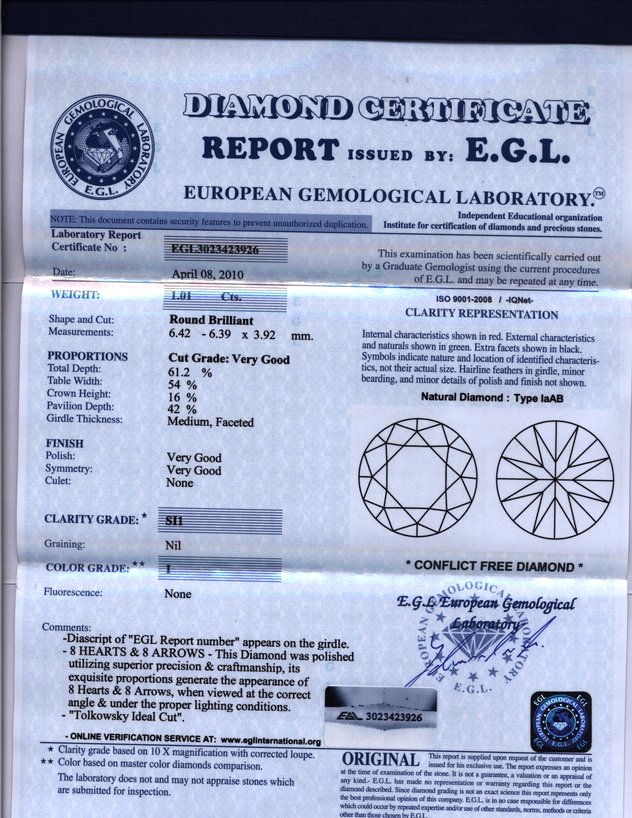 EUROPEAN GEMOLOGICAL LABORATORY
E.G.L.
DIAMOND CERTIFICATE
REPORT ISSUED BY: E.G.L.
EUROPEAN GEMOLOGICAL LABORATORY.™
NOTE: This document contains security features to prevent unauthorized duplication.
Independent Educational organization
Institute for certification of diamonds and precious stones.
Laboratory Report
Certificate No : EGL3023423926
Date: April 08, 2010
WEIGHT: 1.01 Cts.
Shape and Cut: Round Brilliant
Measurements: 6.42 - 6.39 x 3.92 mm.
PROPORTIONS Cut Grade: Very Good
Total Depth: 61.2 %
Table Width: 54 %
Crown Height: 16 %
Pavilion Depth: 42 %
Girdle Thickness: Medium, Faceted
FINISH
Polish: Very Good
Symmetry: Very Good
Culet: None
CLARITY GRADE: * SI1
Graining: Nil
COLOR GRADE: ** I
Fluorescence: None
Comments:
-Diascript of "EGL Report number" appears on the girdle.
- 8 HEARTS & 8 ARROWS - This Diamond was polished
utilizing superior precision & craftmanship, its
exquisite proportions generate the appearance of
8 Hearts & 8 Arrows, when viewed at the correct
angle & under the proper lighting conditions.
- "Tolkowsky Ideal Cut".
- ONLINE VERIFICATION SERVICE AT: www.eglinternational.org
* Clarity grade based on 10 X magnification with corrected loupe.
** Color based on master color diamonds comparison.
The laboratory does not and may not appraise stones which
are submitted for inspection.
This examination has been scientifically carried out
by a Graduate Gemologist using the current procedures
of E.G.L. and may be repeated at any time.
ISO 9001-2008 / -IQNet-
CLARITY REPRESENTATION
Internal characteristics shown in red. External characteristics
and naturals shown in green. Extra facets shown in black.
Symbols indicate nature and location of identified characteris-
tics, not their actual size. Hairline feathers in girdle, minor
bearding, and minor details of polish and finish not shown.
Natural Diamond : Type IaAB
* CONFLICT FREE DIAMOND *
E.G.L European Gemological
Laboratory
EUROPEAN GEMOLOGICAL LABORATORY
E.G.L.
EGL 3023423926
EGL EGL
EGL EGL
ORIGINAL
This report is supplied upon request of the customer and is
issued for his exclusive use. The report expresses an opinion
at the time of examination of the stone. It is not a guarantee, a valuation or an appraisal of
any kind.- E.G.L. has made no representation or warranty regarding this report or the
diamond described. Since diamond grading is not an exact science this report represents only
the best professional opinion of this company. E.G.L. is in no case responsible for differences
which could occur by repeated expertise and/or use of other standards, norms, methods or criteria
other than those chosen by E.G.L.